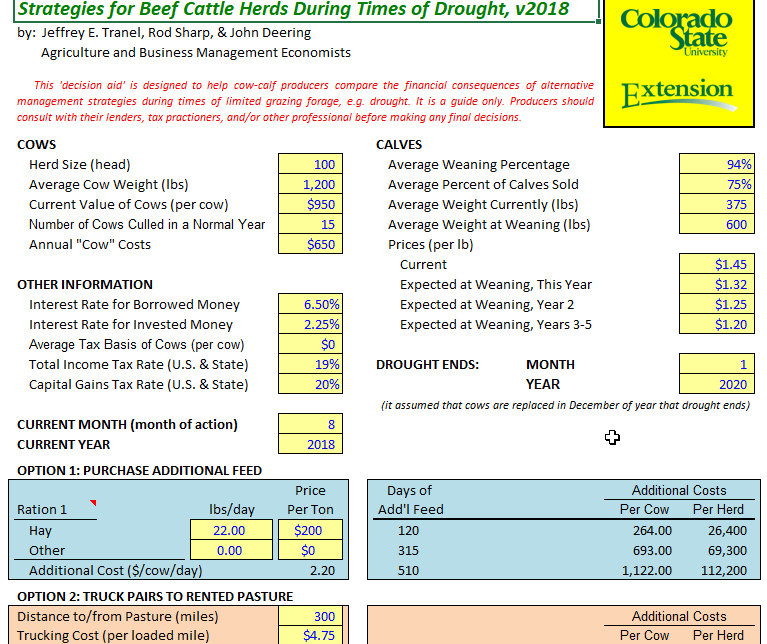 Strategies for Beef Cattle Herds During Times of Drought, v2018
by: Jeffrey E. Tranel, Rod Sharp, & John Deering
Agriculture and Business Management Economists
Colorado
State
University
Extension
This 'decision aid' is designed to help cow-calf producers compare the financial consequences of alternative
management strategies during times of limited grazing forage, e.g. drought. It is a guide only. Producers should
consult with their lenders, tax practioners, and/or other professional before making any final decisions.
COWS
Herd Size (head) 100
Average Cow Weight (lbs) 1,200
Current Value of Cows (per cow) $950
Number of Cows Culled in a Normal Year 15
Annual "Cow" Costs $650
CALVES
Average Weaning Percentage 94%
Average Percent of Calves Sold 75%
Average Weight Currently (lbs) 375
Average Weight at Weaning (lbs) 600
Prices (per lb)
Current $1.45
Expected at Weaning, This Year $1.32
Expected at Weaning, Year 2 $1.25
Expected at Weaning, Years 3-5 $1.20
OTHER INFORMATION
Interest Rate for Borrowed Money 6.50%
Interest Rate for Invested Money 2.25%
Average Tax Basis of Cows (per cow) $0
Total Income Tax Rate (U.S. & State) 19%
Capital Gains Tax Rate (U.S. & State) 20%
DROUGHT ENDS: MONTH 1
YEAR 2020
(it assumed that cows are replaced in December of year that drought ends)
CURRENT MONTH (month of action) 8
CURRENT YEAR 2018
OPTION 1: PURCHASE ADDITIONAL FEED
Price
Ration 1 lbs/day Per Ton
Hay 22.00 $200
Other 0.00 $0
Additional Cost ($/cow/day) 2.20
Days of Additional Costs
Add'l Feed Per Cow Per Herd
120 264.00 26,400
315 693.00 69,300
510 1,122.00 112,200
OPTION 2: TRUCK PAIRS TO RENTED PASTURE
Distance to/from Pasture (miles) 300
Trucking Cost (per loaded mile) $4.75
Additional Costs
Per Cow Per Herd